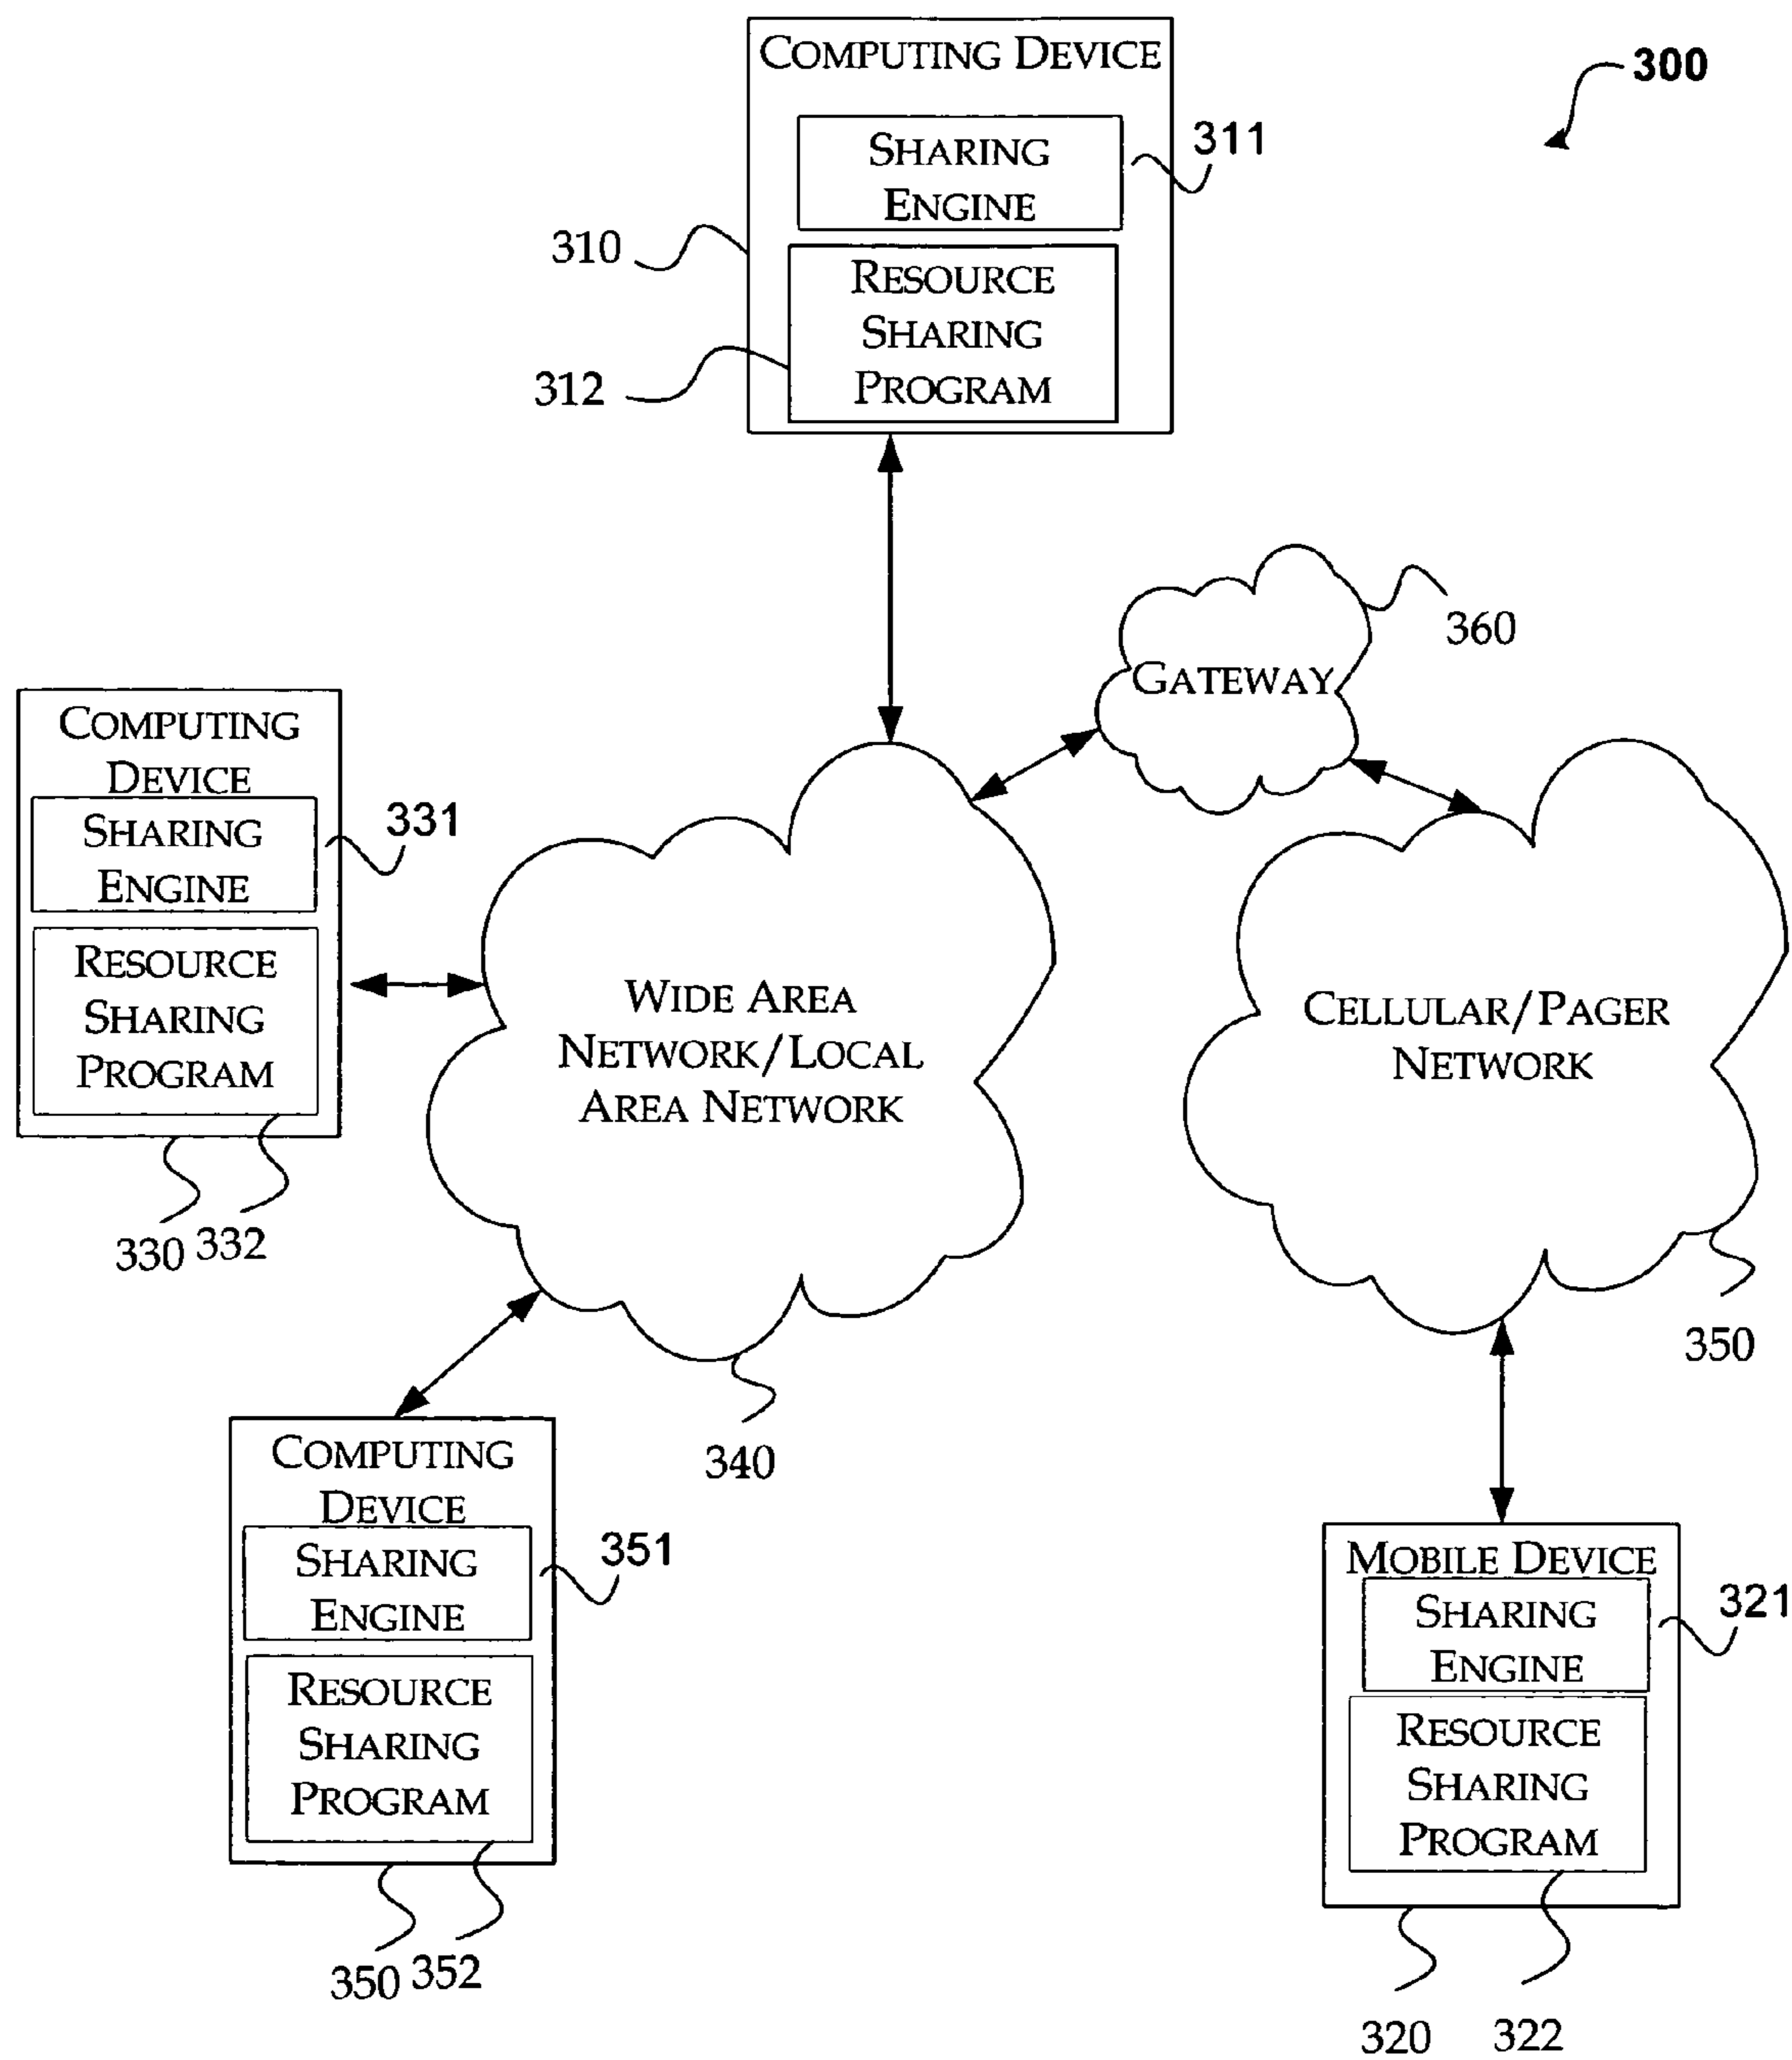 COMPUTING DEVICE
300
SHARING
ENGINE
311
310
RESOURCE
SHARING
PROGRAM
312
360
GATEWAY
COMPUTING
DEVICE
SHARING
ENGINE
331
RESOURCE
SHARING
PROGRAM
330
332
WIDE AREA
NETWORK/LOCAL
AREA NETWORK
340
CELLULAR/PAGER
NETWORK
350
COMPUTING
DEVICE
SHARING
ENGINE
351
RESOURCE
SHARING
PROGRAM
350
352
MOBILE DEVICE
SHARING
ENGINE
321
RESOURCE
SHARING
PROGRAM
320
322